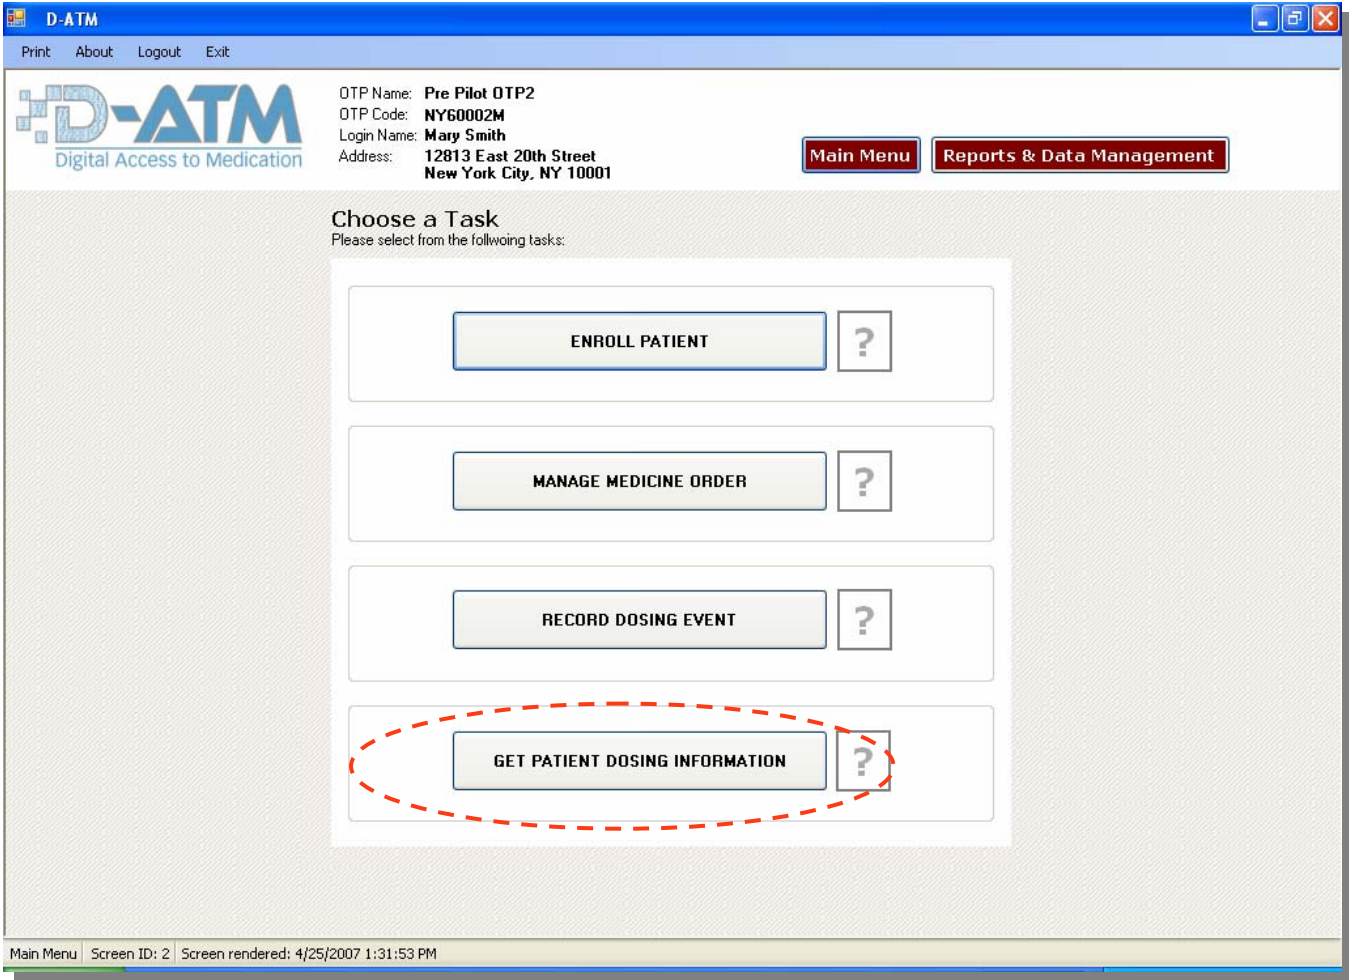 D-ATM
Print About Logout Exit
D-ATM
Digital Access to Medication
OTP Name: Pre Pilot OTP2
OTP Code: NY60002M
Login Name: Mary Smith
Address: 12813 East 20th Street
New York City, NY 10001
Main Menu Reports & Data Management
Choose a Task
Please select from the follwoing tasks:
ENROLL PATIENT ?
MANAGE MEDICINE ORDER ?
RECORD DOSING EVENT ?
GET PATIENT DOSING INFORMATION ?
Main Menu Screen ID: 2 Screen rendered: 4/25/2007 1:31:53 PM